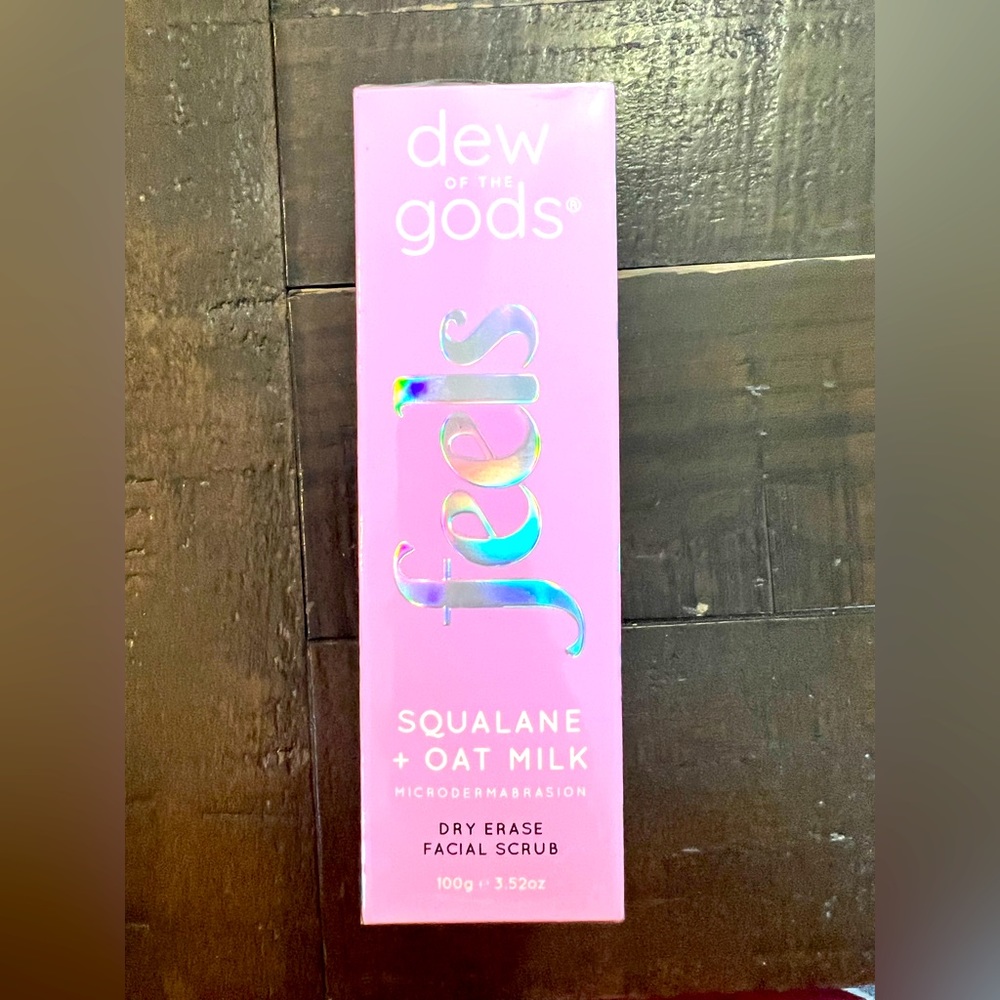 dew
OF THE
gods®
feels
SQUALANE
+ OAT MILK
MICRODERMABRASION
DRY ERASE
FACIAL SCRUB
100g ℮ 3.52oz